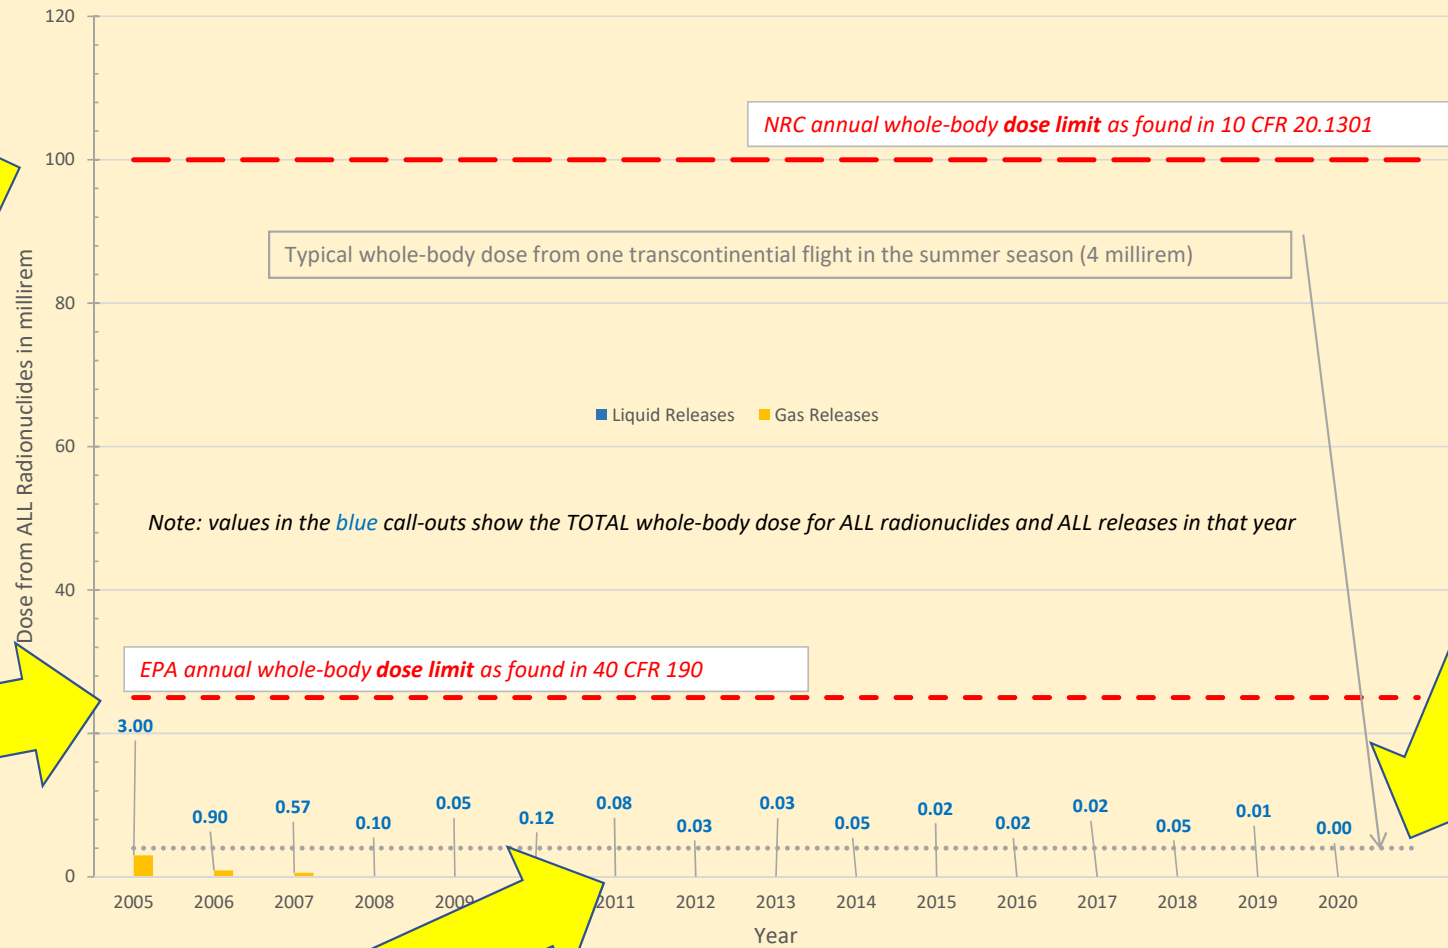 120
NRC annual whole-body dose limit as found in 10 CFR 20.1301
100
Typical whole-body dose from one transcontinental flight in the summer season (4 millirem)
80
Dose from ALL Radionuclides in millirem
Liquid Releases Gas Releases
60
Note: values in the blue call-outs show the TOTAL whole-body dose for ALL radionuclides and ALL releases in that year
40
EPA annual whole-body dose limit as found in 40 CFR 190
3.00 0.90 0.57 0.10 0.05 0.12 0.08 0.03 0.03 0.05 0.02 0.02 0.02 0.05 0.01 0.00
0
2005 2006 2007 2008 2009 2011 2012 2013 2014 2015 2016 2017 2018 2019 2020
Year